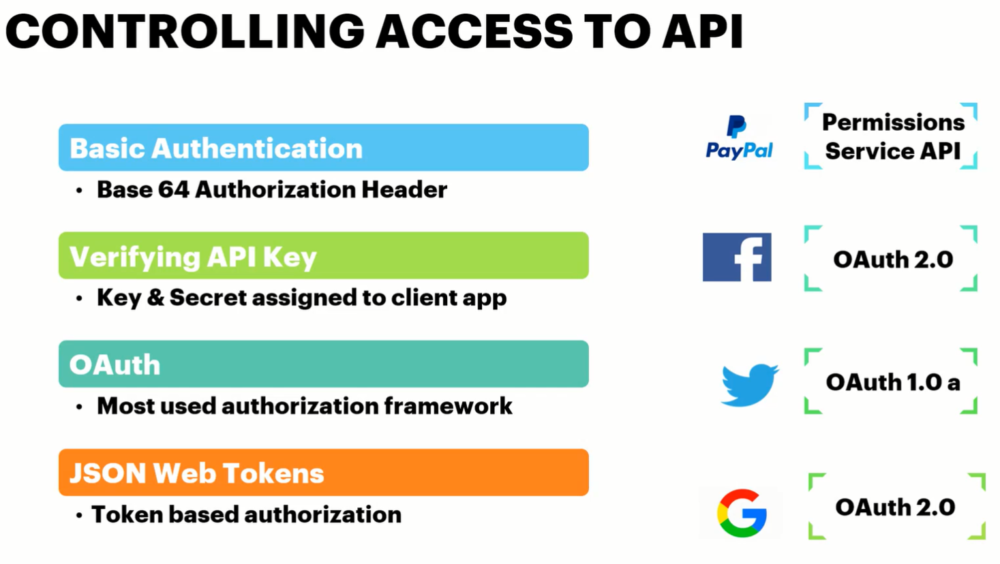 CONTROLLING ACCESS TO API
Basic Authentication
• Base 64 Authorization Header
Verifying API Key
• Key & Secret assigned to client app
OAuth
• Most used authorization framework
JSON Web Tokens
• Token based authorization
PayPal
Permissions
Service API
OAuth 2.0
OAuth 1.0 a
OAuth 2.0